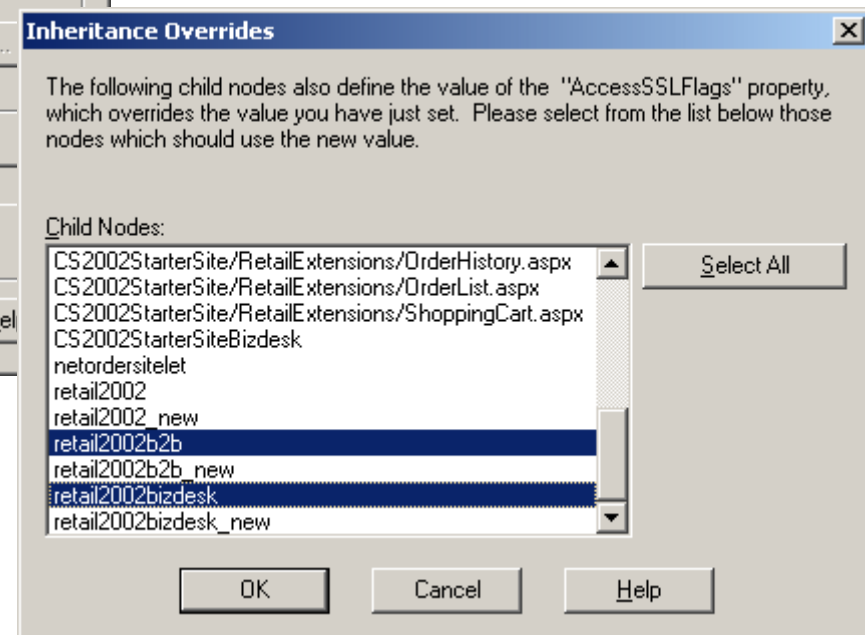 Inheritance Overrides
The following child nodes also define the value of the "AccessSSLFlags" property,
which overrides the value you have just set. Please select from the list below those
nodes which should use the new value.
Child Nodes:
CS2002StarterSite/RetailExtensions/OrderHistory.aspx
CS2002StarterSite/RetailExtensions/OrderList.aspx
CS2002StarterSite/RetailExtensions/ShoppingCart.aspx
CS2002StarterSiteBizdesk
netordersitelet
retail2002
retail2002_new
retail2002b2b
retail2002b2b_new
retail2002bizdesk
retail2002bizdesk_new
Select All
OK
Cancel
Help